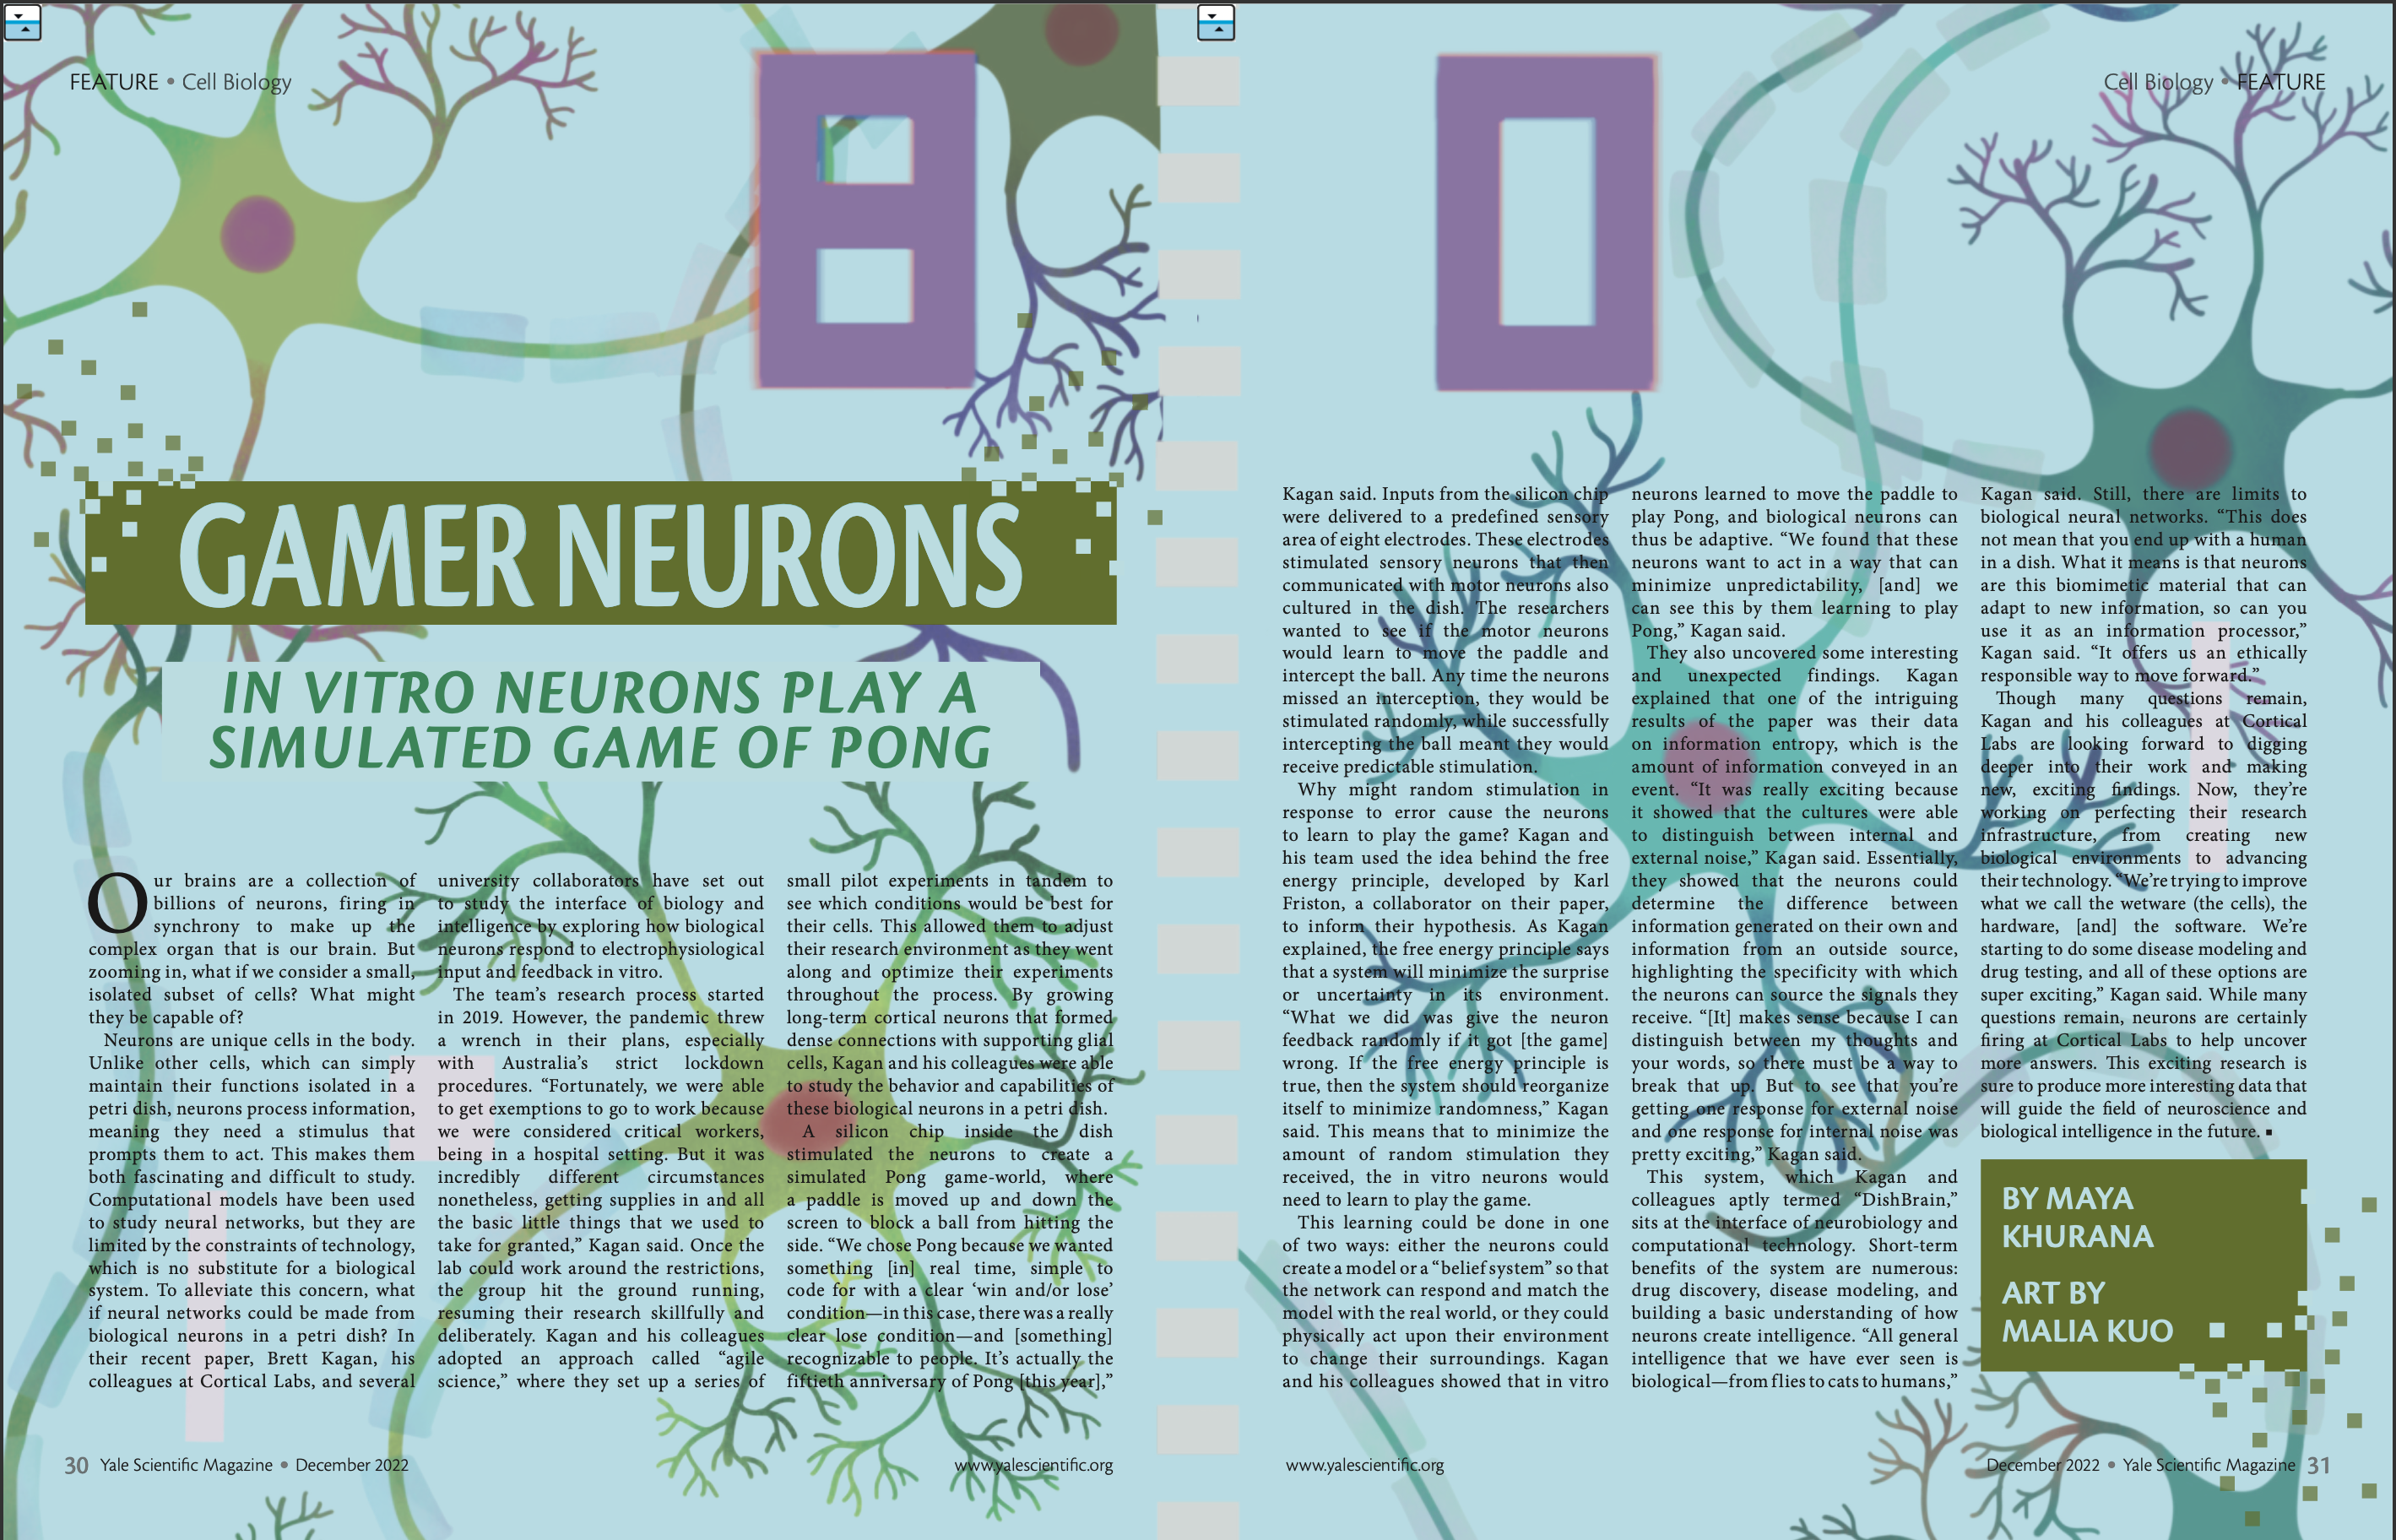 FEATURE • Cell Biology
8
GAMER NEURONS
IN VITRO NEURONS PLAY A
SIMULATED GAME OF PONG
Our brains are a collection of
billions of neurons, firing in
synchrony to make up the
complex organ that is our brain. But
zooming in, what if we consider a small,
isolated subset of cells? What might
they be capable of?
Neurons are unique cells in the body.
Unlike other cells, which can simply
maintain their functions isolated in a
petri dish, neurons process information,
meaning they need a stimulus that
prompts them to act. This makes them
both fascinating and difficult to study.
Computational models have been used
to study neural networks, but they are
limited by the constraints of technology,
which is no substitute for a biological
system. To alleviate this concern, what
if neural networks could be made from
biological neurons in a petri dish? In
their recent paper, Brett Kagan, his
colleagues at Cortical Labs, and several
university collaborators have set out
to study the interface of biology and
intelligence by exploring how biological
neurons respond to electrophysiological
input and feedback in vitro.
The team’s research process started
in 2019. However, the pandemic threw
a wrench in their plans, especially
with Australia’s strict lockdown
procedures. “Fortunately, we were able
to get exemptions to go to work because
we were considered critical workers,
being in a hospital setting. But it was
incredibly different circumstances
nonetheless, getting supplies in and all
the basic little things that we used to
take for granted,” Kagan said. Once the
lab could work around the restrictions,
the group hit the ground running,
resuming their research skillfully and
deliberately. Kagan and his colleagues
adopted an approach called “agile
science,” where they set up a series of
small pilot experiments in tandem to
see which conditions would be best for
their cells. This allowed them to adjust
their research environment as they went
along and optimize their experiments
throughout the process. By growing
long-term cortical neurons that formed
dense connections with supporting glial
cells, Kagan and his colleagues were able
to study the behavior and capabilities of
these biological neurons in a petri dish.
A silicon chip inside the dish
stimulated the neurons to create a
simulated Pong game-world, where
a paddle is moved up and down the
screen to block a ball from hitting the
side. “We chose Pong because we wanted
something [in] real time, simple to
code for with a clear ‘win and/or lose’
condition—in this case, there was a really
clear lose condition—and [something]
recognizable to people. It’s actually the
fiftieth anniversary of Pong [this year],”
30 Yale Scientific Magazine • December 2022
www.yalescientific.org
0
Cell Biology • FEATURE
Kagan said. Inputs from the silicon chip
were delivered to a predefined sensory
area of eight electrodes. These electrodes
stimulated sensory neurons that then
communicated with motor neurons also
cultured in the dish. The researchers
wanted to see if the motor neurons
would learn to move the paddle and
intercept the ball. Any time the neurons
missed an interception, they would be
stimulated randomly, while successfully
intercepting the ball meant they would
receive predictable stimulation.
Why might random stimulation in
response to error cause the neurons
to learn to play the game? Kagan and
his team used the idea behind the free
energy principle, developed by Karl
Friston, a collaborator on their paper,
to inform their hypothesis. As Kagan
explained, the free energy principle says
that a system will minimize the surprise
or uncertainty in its environment.
“What we did was give the neuron
feedback randomly if it got [the game]
wrong. If the free energy principle is
true, then the system should reorganize
itself to minimize randomness,” Kagan
said. This means that to minimize the
amount of random stimulation they
received, the in vitro neurons would
need to learn to play the game.
This learning could be done in one
of two ways: either the neurons could
create a model or a “belief system” so that
the network can respond and match the
model with the real world, or they could
physically act upon their environment
to change their surroundings. Kagan
and his colleagues showed that in vitro
neurons learned to move the paddle to
play Pong, and biological neurons can
thus be adaptive. “We found that these
neurons want to act in a way that can
minimize unpredictability, [and] we
can see this by them learning to play
Pong,” Kagan said.
They also uncovered some interesting
and unexpected findings. Kagan
explained that one of the intriguing
results of the paper was their data
on information entropy, which is the
amount of information conveyed in an
event. “It was really exciting because
it showed that the cultures were able
to distinguish between internal and
external noise,” Kagan said. Essentially,
they showed that the neurons could
determine the difference between
information generated on their own and
information from an outside source,
highlighting the specificity with which
the neurons can source the signals they
receive. “[It] makes sense because I can
distinguish between my thoughts and
your words, so there must be a way to
break that up. But to see that you’re
getting one response for external noise
and one response for internal noise was
pretty exciting,” Kagan said.
This system, which Kagan and
colleagues aptly termed “DishBrain,”
sits at the interface of neurobiology and
computational technology. Short-term
benefits of the system are numerous:
drug discovery, disease modeling, and
building a basic understanding of how
neurons create intelligence. “All general
intelligence that we have ever seen is
biological—from flies to cats to humans,”
Kagan said. Still, there are limits to
biological neural networks. “This does
not mean that you end up with a human
in a dish. What it means is that neurons
are this biomimetic material that can
adapt to new information, so can you
use it as an information processor,”
Kagan said. “It offers us an ethically
responsible way to move forward.”
Though many questions remain,
Kagan and his colleagues at Cortical
Labs are looking forward to digging
deeper into their work and making
new, exciting findings. Now, they’re
working on perfecting their research
infrastructure, from creating new
biological environments to advancing
their technology. “We’re trying to improve
what we call the wetware (the cells), the
hardware, [and] the software. We’re
starting to do some disease modeling and
drug testing, and all of these options are
super exciting,” Kagan said. While many
questions remain, neurons are certainly
firing at Cortical Labs to help uncover
more answers. This exciting research is
sure to produce more interesting data that
will guide the field of neuroscience and
biological intelligence in the future. ▪
BY MAYA
KHURANA
ART BY
MALIA KUO
www.yalescientific.org
December 2022 • Yale Scientific Magazine 31